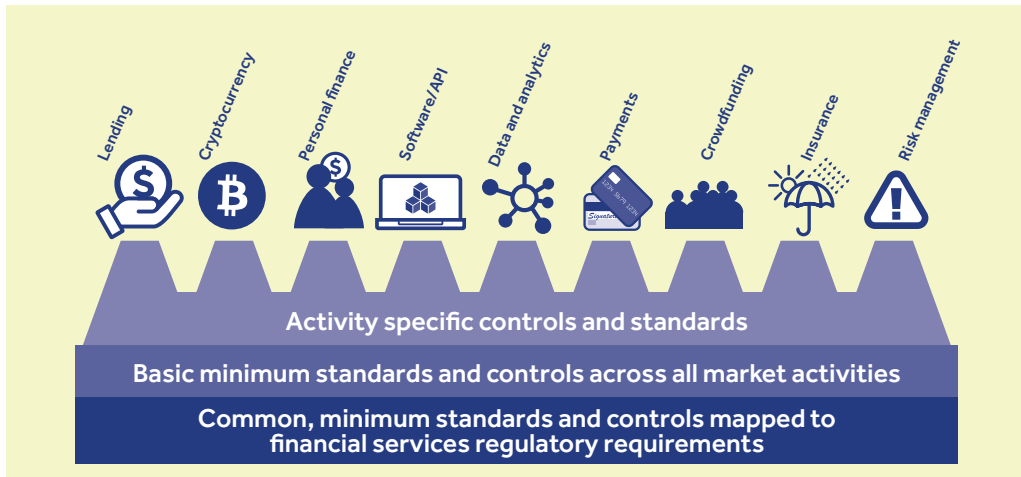 Lending
Cryptocurrency
Personal finance
Software/API
Data and analytics
Payments
Crowdfunding
Insurance
Risk management
$
$
Signature
Activity specific controls and standards
Basic minimum standards and controls across all market activities
Common, minimum standards and controls mapped to
financial services regulatory requirements